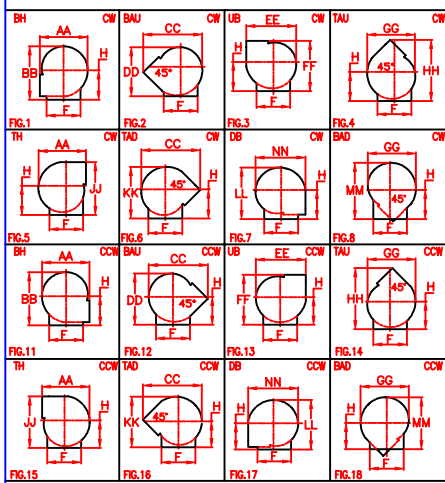 BH CW BAU CW UB CW TAU CW
AA CC EE GG
H BB DD H FF H HH
45° 45°
F F F F
FIG.1 FIG.2 FIG.3 FIG.4
TH CW TAD CW DB CW BAD CW
AA CC NN GG
H JJ KK 45° H LL H MM 45° H
F F F F
FIG.5 FIG.6 FIG.7 FIG.8
BH CCW BAU CCW UB CCW TAU CCW
AA CC EE GG
BB H DD 45° H FF H HH 45° H
F F F F
FIG.11 FIG.12 FIG.13 FIG.14
TH CCW TAD CCW DB CCW BAD CCW
AA CC NN GG
JJ H KK 45° H H LL H 45° MM
F F F F
FIG.15 FIG.16 FIG.17 FIG.18